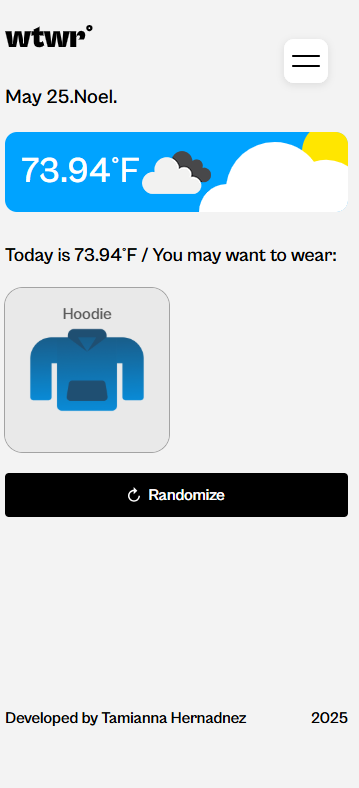 wtwr°
May 25.Noel.
73.94°F
Today is 73.94°F / You may want to wear:
Hoodie
Randomize
Developed by Tamianna Hernadnez 2025